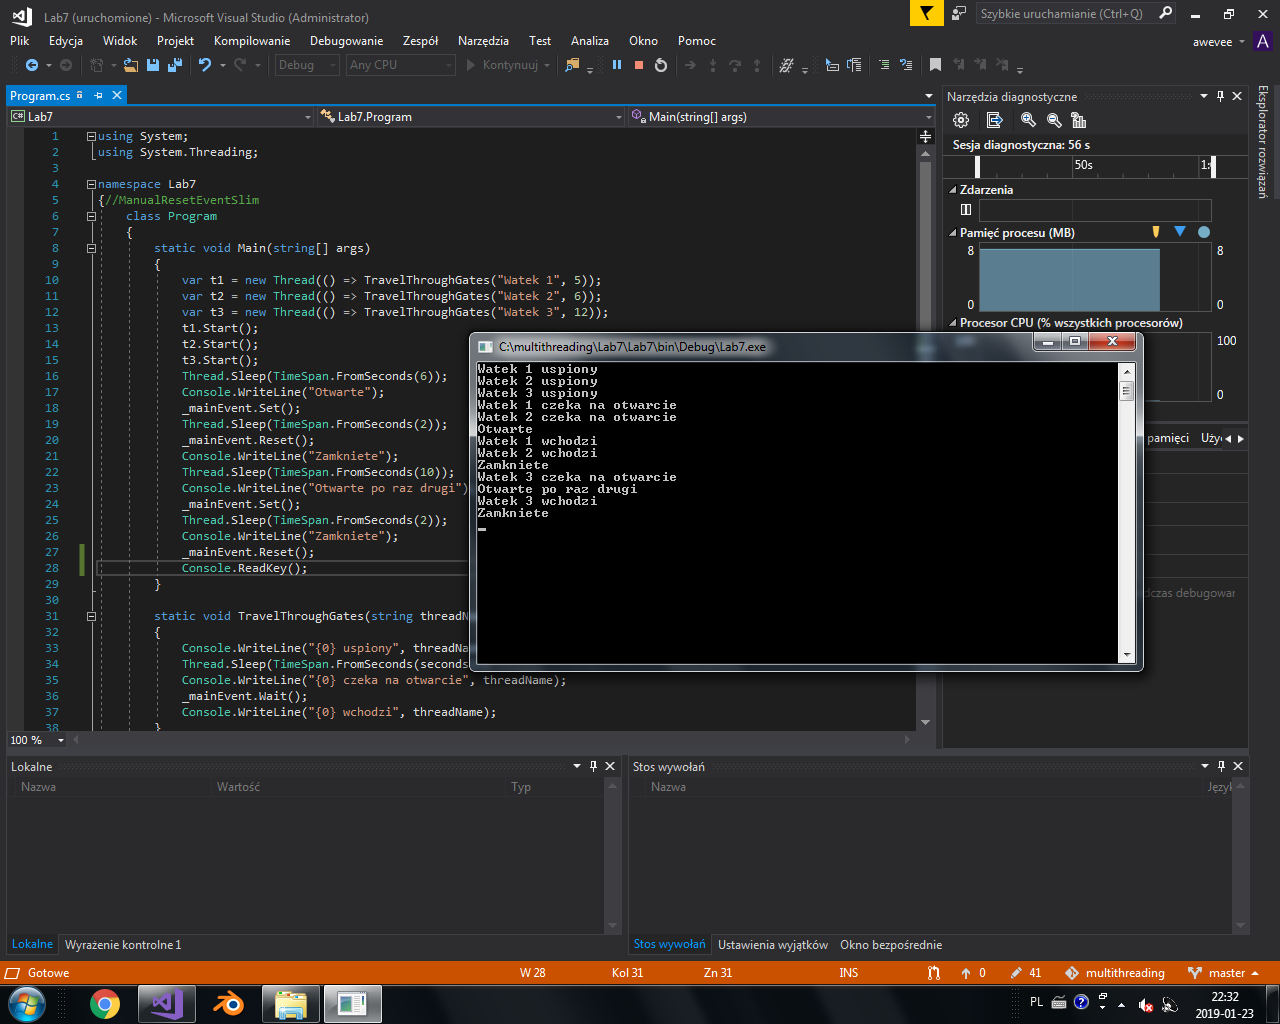 Lab7 (uruchomione) - Microsoft Visual Studio (Administrator)
Szybkie uruchamianie (Ctrl+Q)
Plik Edycja Widok Projekt Kompilowanie Debugowanie Zespół Narzędzia Test Analiza Okno Pomoc
awevee A
Debug Any CPU Kontynuuj
Program.cs
C# Lab7 Lab7.Program Main(string[] args)
1 using System;
2 using System.Threading;
3
4 namespace Lab7
5 {//ManualResetEventSlim
6 class Program
7 {
8 static void Main(string[] args)
9 {
10 var t1 = new Thread(() => TravelThroughGates("Watek 1", 5));
11 var t2 = new Thread(() => TravelThroughGates("Watek 2", 6));
12 var t3 = new Thread(() => TravelThroughGates("Watek 3", 12));
13 t1.Start();
14 t2.Start();
15 t3.Start();
16 Thread.Sleep(TimeSpan.FromSeconds(6));
17 Console.WriteLine("Otwarte");
18 _mainEvent.Set();
19 Thread.Sleep(TimeSpan.FromSeconds(2));
20 _mainEvent.Reset();
21 Console.WriteLine("Zamkniete");
22 Thread.Sleep(TimeSpan.FromSeconds(10));
23 Console.WriteLine("Otwarte po raz drugi")
24 _mainEvent.Set();
25 Thread.Sleep(TimeSpan.FromSeconds(2));
26 Console.WriteLine("Zamkniete");
27 _mainEvent.Reset();
28 Console.ReadKey();
29 }
30
31 static void TravelThroughGates(string threadN
32 {
33 Console.WriteLine("{0} uspiony", threadNa
34 Thread.Sleep(TimeSpan.FromSeconds(seconds
35 Console.WriteLine("{0} czeka na otwarcie", threadName);
36 _mainEvent.Wait();
37 Console.WriteLine("{0} wchodzi", threadName);
38 }
100 %
C:\multithreading\Lab7\Lab7\bin\Debug\Lab7.exe
Watek 1 uspiony
Watek 2 uspiony
Watek 3 uspiony
Watek 1 czeka na otwarcie
Watek 2 czeka na otwarcie
Otwarte
Watek 1 wchodzi
Watek 2 wchodzi
Zamkniete
Watek 3 czeka na otwarcie
Otwarte po raz drugi
Watek 3 wchodzi
Zamkniete
Narzędzia diagnostyczne
Sesja diagnostyczna: 56 s
50s 1:
Zdarzenia
Pamięć procesu (MB)
8 8
0 0
Procesor CPU (% wszystkich procesorów)
100
0
pamięci Uży
dczas debugowar
Eksplorator rozwiązań
Lokalne
Nazwa Wartość Typ
Lokalne Wyrażenie kontrolne 1
Stos wywołań
Nazwa Język
Stos wywołań Ustawienia wyjątków Okno bezpośrednie
Gotowe W 28 Kol 31 Zn 31 INS 0 41 multithreading master
PL 22:32
2019-01-23